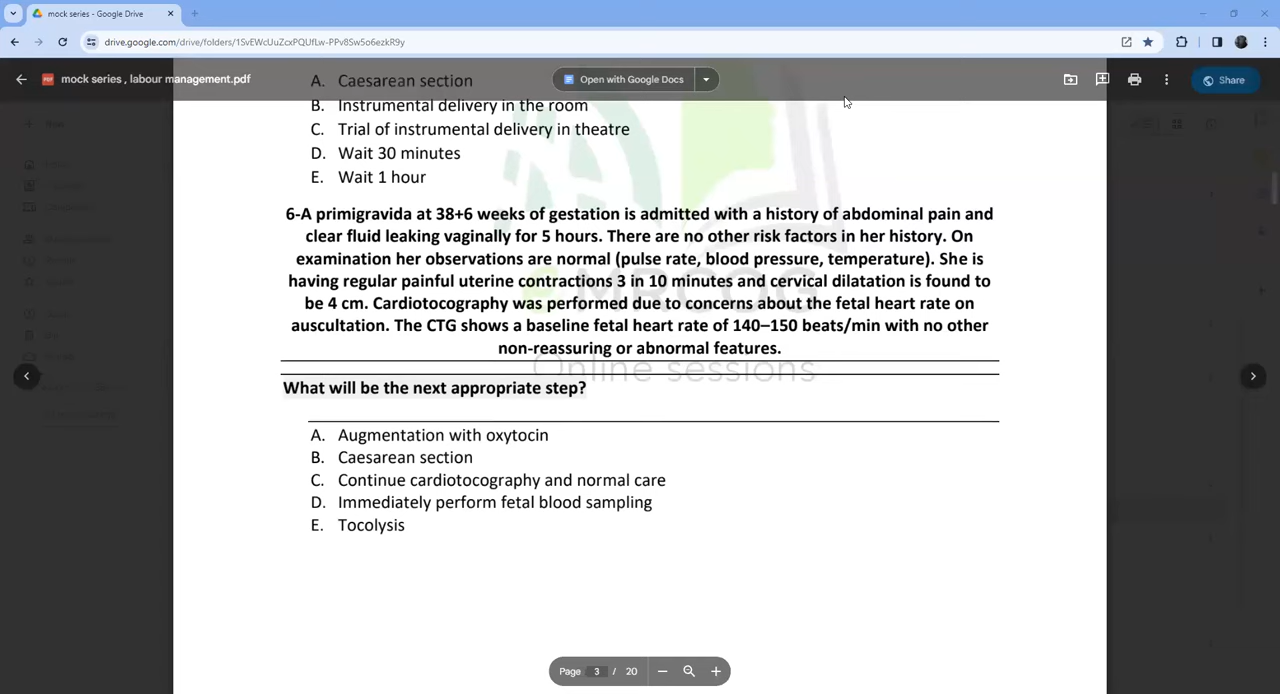 mock series - Google Drive
drive.google.com/drive/folders/1SvEWcUuZcxPQUfLw-PPv8Sw5o6ezkR9y
PDF
mock series , labour management.pdf
Open with Google Docs
Share
A. Caesarean section
B. Instrumental delivery in the room
C. Trial of instrumental delivery in theatre
D. Wait 30 minutes
E. Wait 1 hour
6-A primigravida at 38+6 weeks of gestation is admitted with a history of abdominal pain and
clear fluid leaking vaginally for 5 hours. There are no other risk factors in her history. On
examination her observations are normal (pulse rate, blood pressure, temperature). She is
having regular painful uterine contractions 3 in 10 minutes and cervical dilatation is found to
be 4 cm. Cardiotocography was performed due to concerns about the fetal heart rate on
auscultation. The CTG shows a baseline fetal heart rate of 140–150 beats/min with no other
non-reassuring or abnormal features.
eMRCOG
Online sessions
What will be the next appropriate step?
A. Augmentation with oxytocin
B. Caesarean section
C. Continue cardiotocography and normal care
D. Immediately perform fetal blood sampling
E. Tocolysis
Page 3 / 20